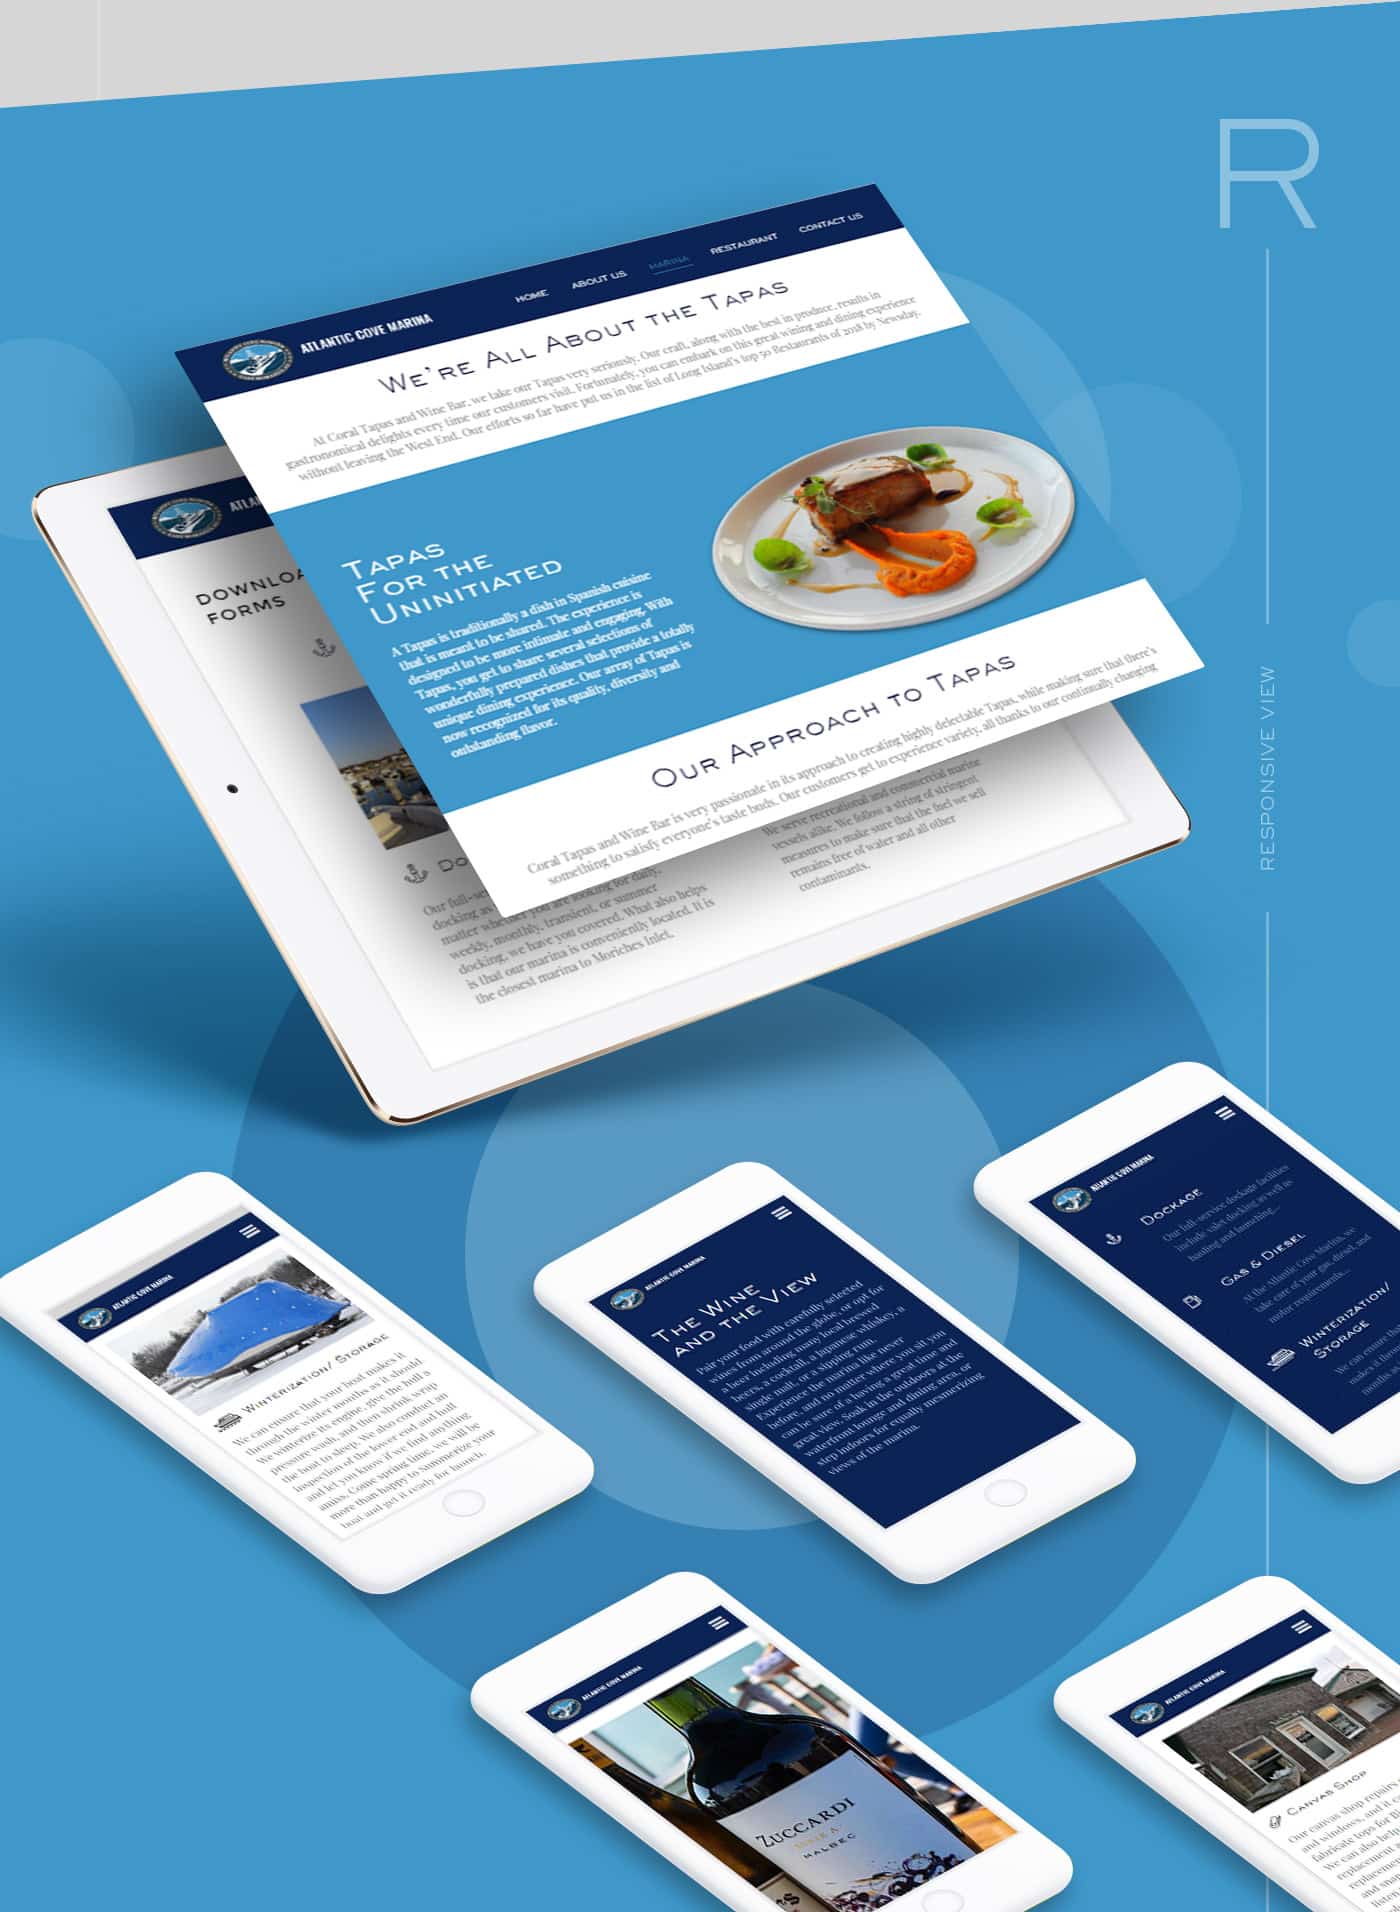 R
RESPONSIVE VIEW
ATLANTIC COVE MARINA
HOME
ABOUT US
MARINA
RESTAURANT
CONTACT US
WE'RE ALL ABOUT THE TAPAS
At Coral Tapas and Wine Bar, we take our Tapas very seriously. Our craft, along with the best in produce, results in
gastronomical delights every time our customers visit. Fortunately, you can embark on this great wining and dining experience
without leaving the West End. Our efforts so far have put us in the list of Long Island's top 50 Restaurants of 2018 by Newsday.
TAPAS
FOR THE
UNINITIATED
A Tapas is traditionally a dish in Spanish cuisine
that is meant to be shared. The experience is
designed to be more intimate and engaging. With
Tapas, you get to share several selections of
wonderfully prepared dishes that provide a totally
unique dining experience. Our array of Tapas is
now recognized for its quality, diversity and
outstanding flavor.
OUR APPROACH TO TAPAS
Coral Tapas and Wine Bar is very passionate in its approach to creating highly delectable Tapas, while making sure that there's
something to satisfy everyone's taste buds. Our customers get to experience variety, all thanks to our continually changing
ATLA
DOWNLOA
FORMS
Do
Our full-ser
docking as
matter whether you are looking for daily,
weekly, monthly, transient, or summer
docking, we have you covered. What also helps
is that our marina is conveniently located. It is
the closest marina to Moriches Inlet.
We serve recreational and commercial marine
vessels alike. We follow a string of stringent
measures to make sure that the fuel we sell
remains free of water and all other
contaminants.
ATLANTIC COVE MARINA
WINTERIZATION/ STORAGE
We can ensure that your boat makes it
through the winter months as it should.
We winterize its engine, give the hull a
pressure wash, and then shrink wrap
the boat to sleep. We also conduct an
inspection of the lower end and hull
and let you know if we find anything
amiss. Come spring time, we will be
more than happy to summerize your
boat and get it ready for launch.
ATLANTIC COVE MARINA
THE WINE
AND THE VIEW
Pair your food with carefully selected
wines from around the globe, or opt for
a beer including many local brewed
beers, a cocktail, a Japanese whiskey, a
single malt, or a sipping rum.
Experience the marina like never
before, and no matter where you sit, you
can be sure of a having a great time and
great view. Soak in the outdoors at the
waterfront lounge and dining area, or
step indoors for equally mesmerizing
views of the marina.
ATLANTIC COVE MARINA
DOCKAGE
Our full-service dockage facilities
include valet docking as well as
hauling and launching...
GAS & DIESEL
At the Atlantic Cove Marina, we
take care of your gas, diesel, and
motor requirements...
WINTERIZATION/
STORAGE
We can ensure
make it
months a
ATLANTIC COVE MARINA
ZUCCARDI
MALBEC
ATLANTIC COVE MARINA
CANVAS SHOP
Our canvas shop repairs
and windows, and it c
fabricate tops for B
We can also help
replacement
replacemen
and snap
listen